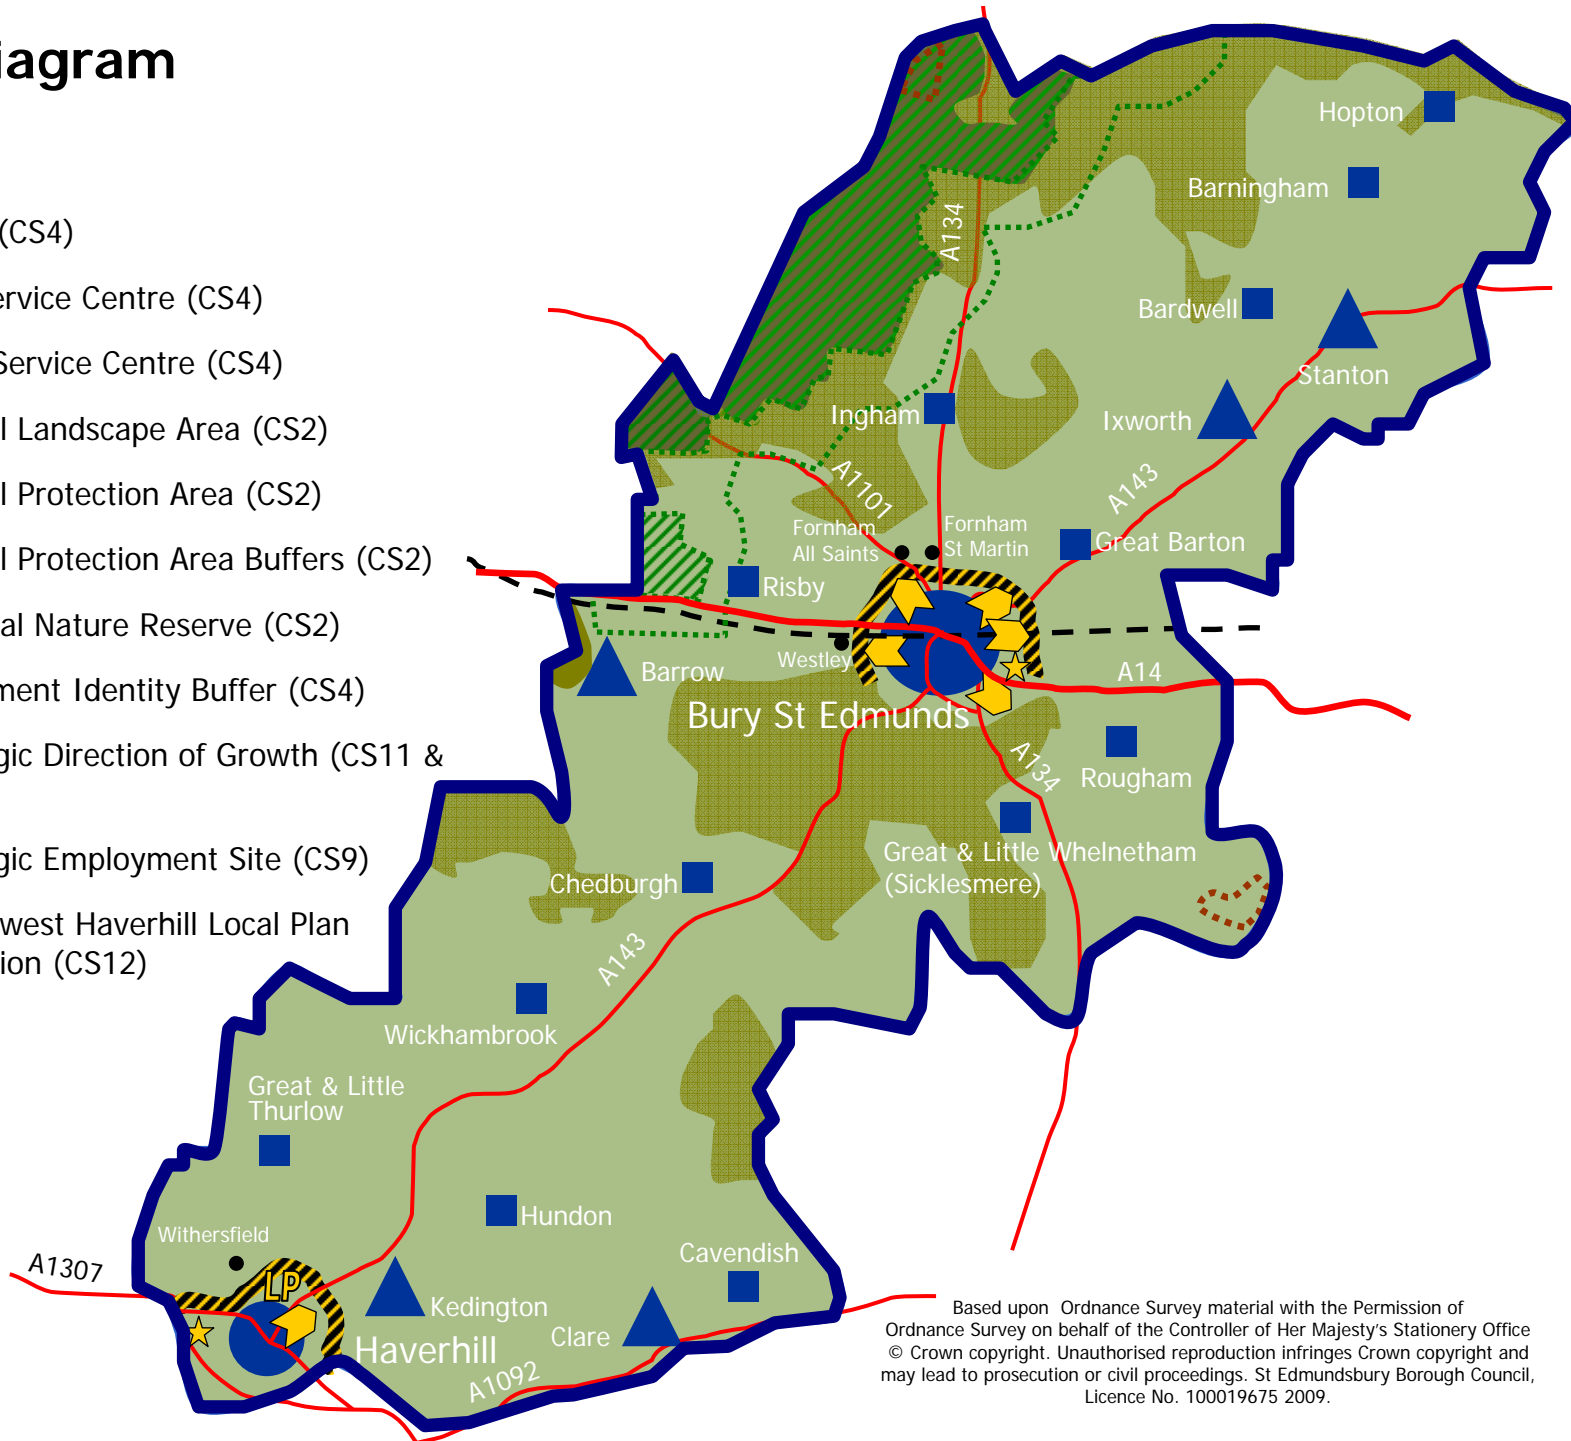 iagram
(CS4)
ervice Centre (CS4)
Service Centre (CS4)
l Landscape Area (CS2)
l Protection Area (CS2)
l Protection Area Buffers (CS2)
al Nature Reserve (CS2)
ment Identity Buffer (CS4)
gic Direction of Growth (CS11 &
gic Employment Site (CS9)
west Haverhill Local Plan
ion (CS12)
Hopton
Barningham
A134
Bardwell
Stanton
Ingham
Ixworth
A1101
A143
Fornham
All Saints
Fornham
St Martin
Great Barton
Risby
Westley
Barrow
A14
Bury St Edmunds
A134
Rougham
Great & Little Whelnetham
(Sicklesmere)
Chedburgh
A143
Wickhambrook
Great & Little
Thurlow
Hundon
Withersfield
Cavendish
A1307
LP
Kedington
Haverhill
Clare
A1092
Based upon Ordnance Survey material with the Permission of
Ordnance Survey on behalf of the Controller of Her Majesty's Stationery Office
© Crown copyright. Unauthorised reproduction infringes Crown copyright and
may lead to prosecution or civil proceedings. St Edmundsbury Borough Council,
Licence No. 100019675 2009.